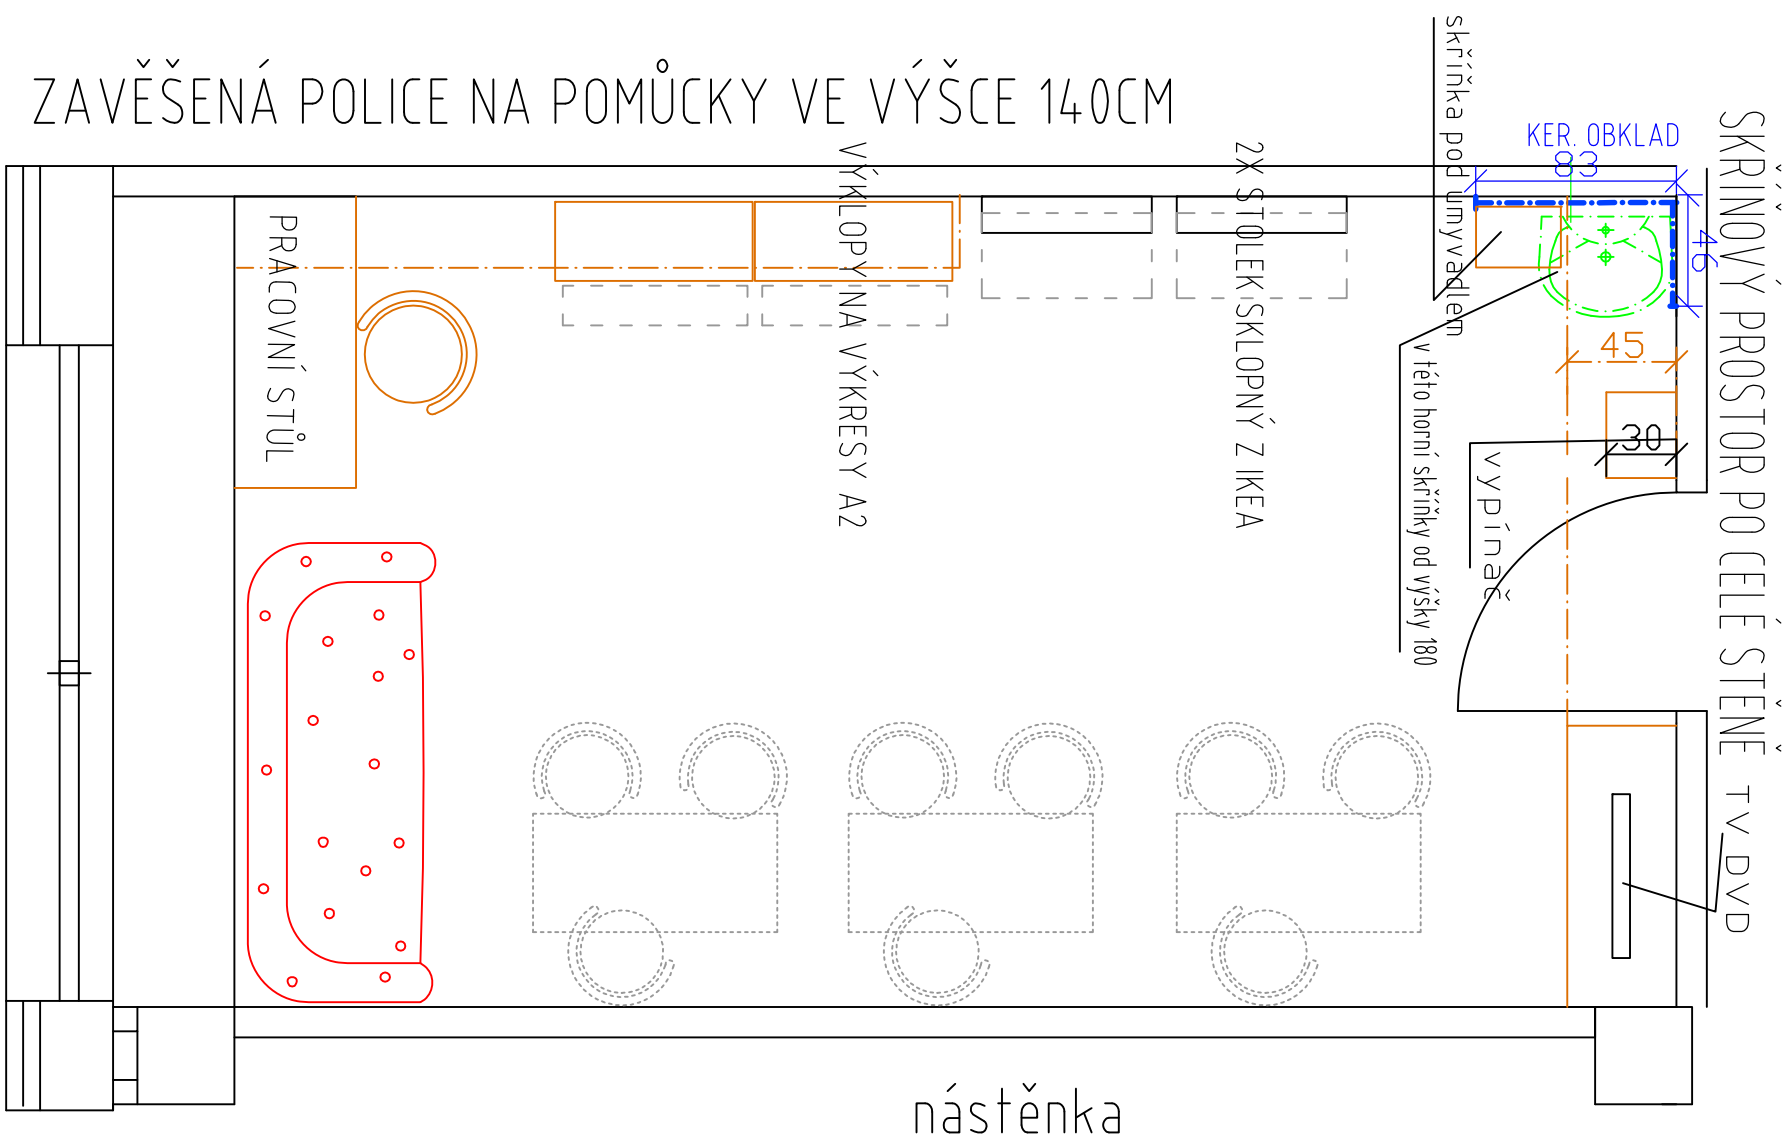 ZAVĚŠENÁ POLICE NA POMŮCKY VE VÝŠCE 140CM
skříňka pod umyvadlem
KER. OBKLAD
83
46
SKŘÍŇOVÝ PROSTOR PO CELÉ STĚNĚ
PRACOVNÍ STŮL
VÝKLOPY NA VÝKRESY A2
2X STOLEK SKLOPNÝ Z IKEA
v této horní skříňky od výšky 180
45
30
vypínač
TV DVD
nástěnka